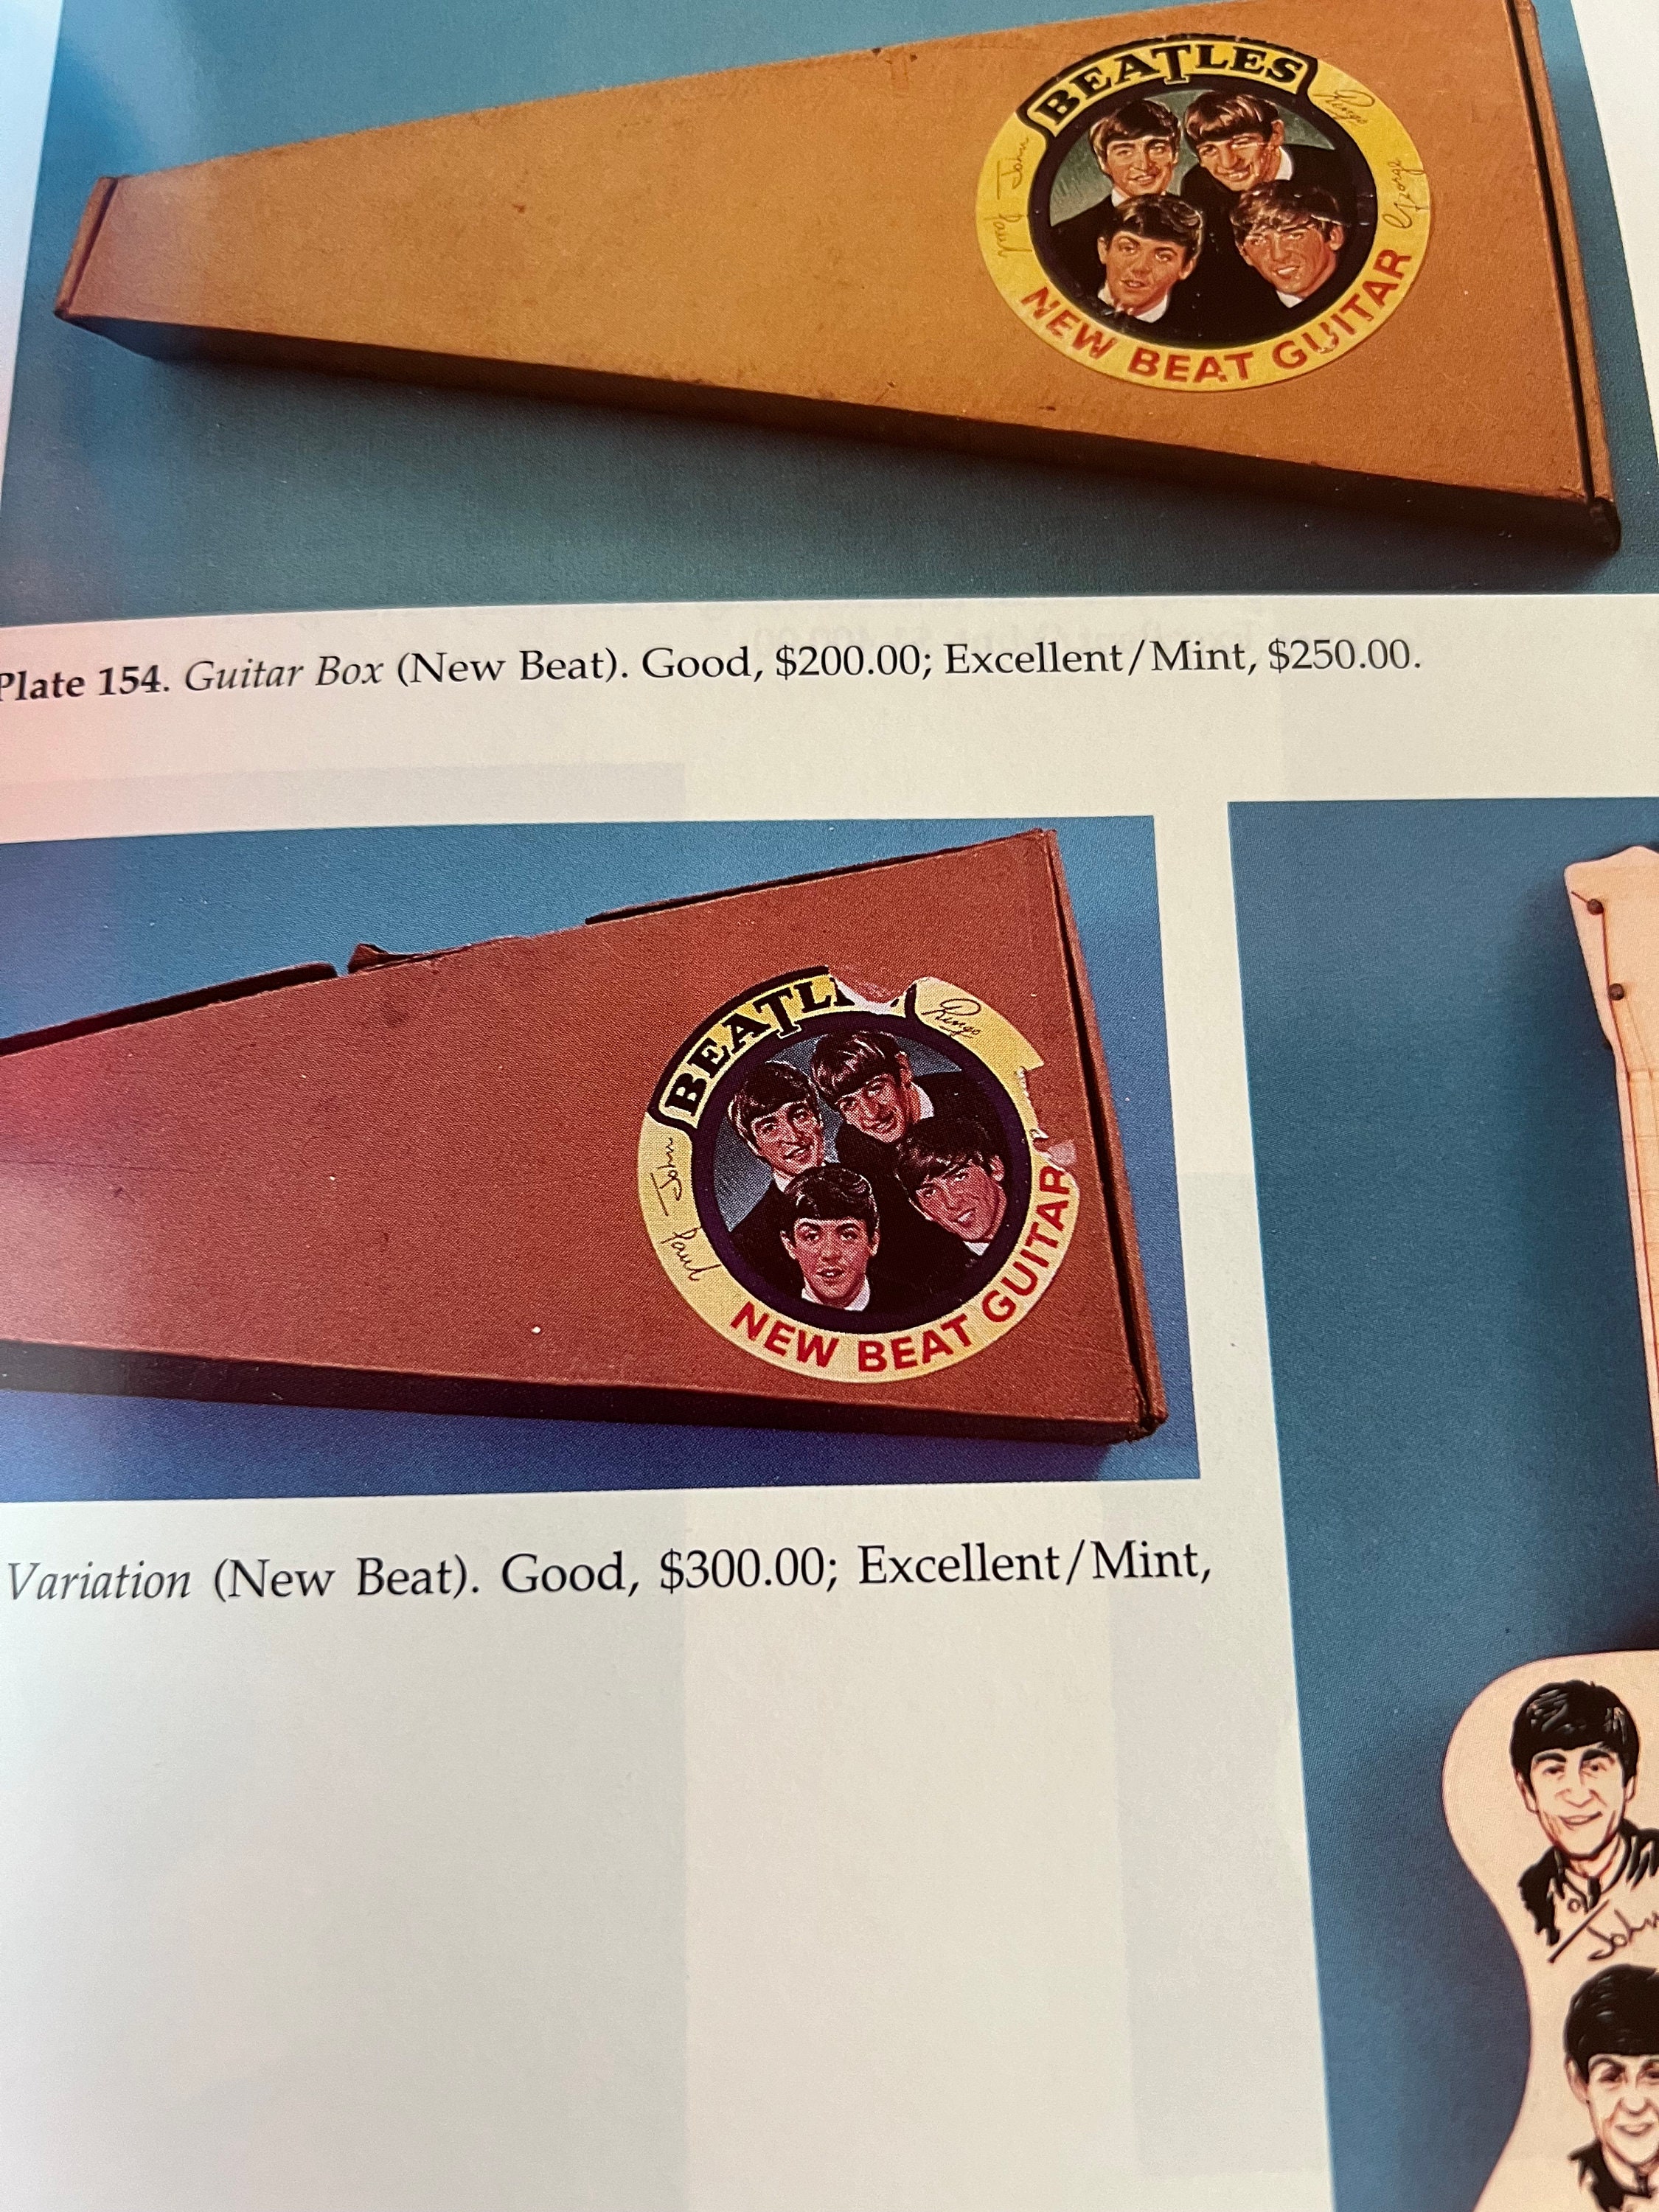 BEATLES
John
Paul
Ringo
George
NEW BEAT GUITAR
Plate 154. Guitar Box (New Beat). Good, $200.00; Excellent/Mint, $250.00.
Ringo
John
Paul
NEW BEAT GUITAR
Variation (New Beat). Good, $300.00; Excellent/Mint,
John